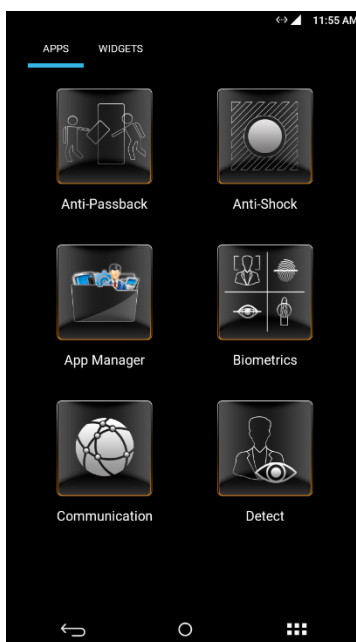 11:55 AM
APPS WIDGETS
Anti-Passback Anti-Shock
App Manager Biometrics
Communication Detect